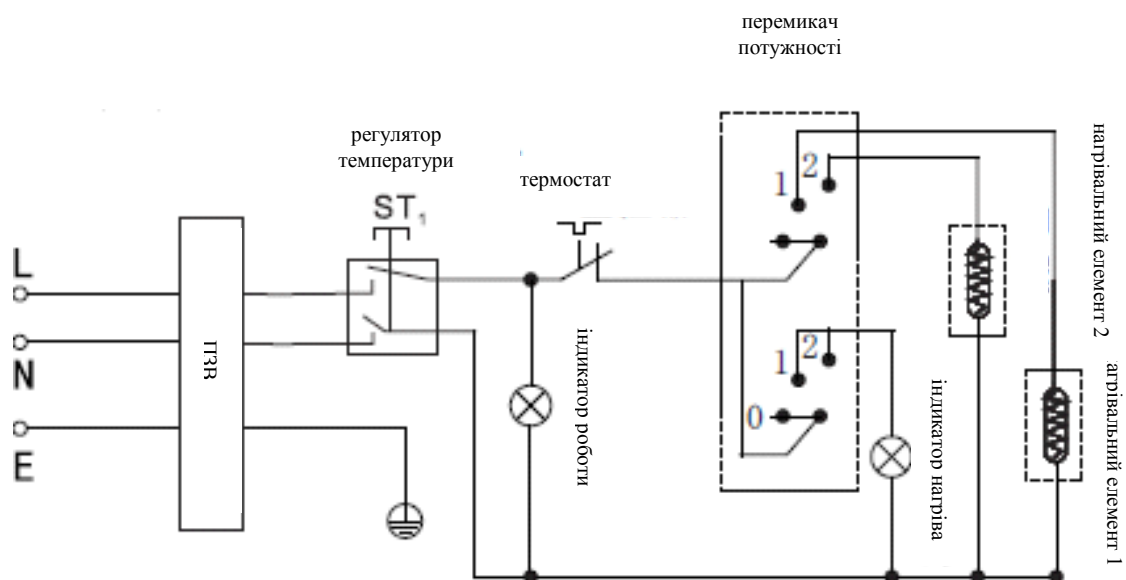 перемикач
потужності
регулятор
температури
термостат
ST1
L
N
E
ПЗВ
індикатор роботи
1
2
1
2
0
індикатор нагріва
нагрівальний елемент 2
агрівальний елемент 1